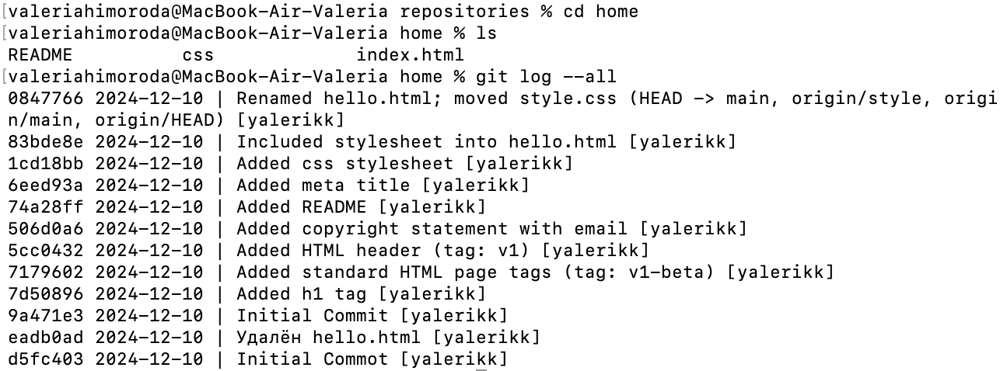 [valeriahimoroda@MacBook-Air-Valeria repositories % cd home
[valeriahimoroda@MacBook-Air-Valeria home % ls
README css index.html
[valeriahimoroda@MacBook-Air-Valeria home % git log --all
0847766 2024-12-10 | Renamed hello.html; moved style.css (HEAD -> main, origin/style, origi
n/main, origin/HEAD) [yalerikk]
83bde8e 2024-12-10 | Included stylesheet into hello.html [yalerikk]
1cd18bb 2024-12-10 | Added css stylesheet [yalerikk]
6eed93a 2024-12-10 | Added meta title [yalerikk]
74a28ff 2024-12-10 | Added README [yalerikk]
506d0a6 2024-12-10 | Added copyright statement with email [yalerikk]
5cc0432 2024-12-10 | Added HTML header (tag: v1) [yalerikk]
7179602 2024-12-10 | Added standard HTML page tags (tag: v1-beta) [yalerikk]
7d50896 2024-12-10 | Added h1 tag [yalerikk]
9a471e3 2024-12-10 | Initial Commit [yalerikk]
eadb0ad 2024-12-10 | Удалён hello.html [yalerikk]
d5fc403 2024-12-10 | Initial Commot [yalerikk]